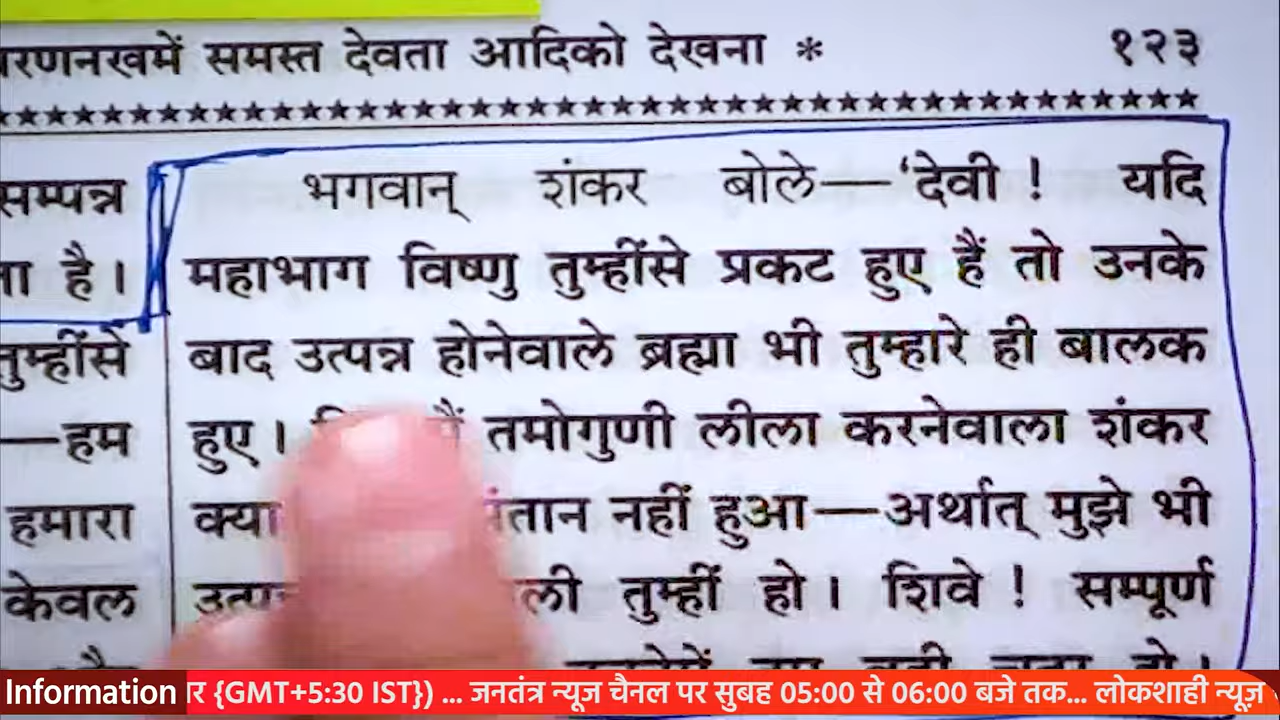 रणनखमें समस्त देवता आदिको देखना * १२३
सम्पन्न
ता है।
तुम्हींसे
—हम
हमारा
केवल
भगवान् शंकर बोले—‘देवी ! यदि
महाभाग विष्णु तुम्हींसे प्रकट हुए हैं तो उनके
बाद उत्पन्न होनेवाले ब्रह्मा भी तुम्हारे ही बालक
हुए। तमोगुणी लीला करनेवाला शंकर
क्या नहीं हुआ—अर्थात् मुझे भी
तुम्हीं हो। शिवे ! सम्पूर्ण
Information
र {GMT+5:30 IST}) ... जनतंत्र न्यूज चैनल पर सुबह 05:00 से 06:00 बजे तक... लोकशाही न्यूज़